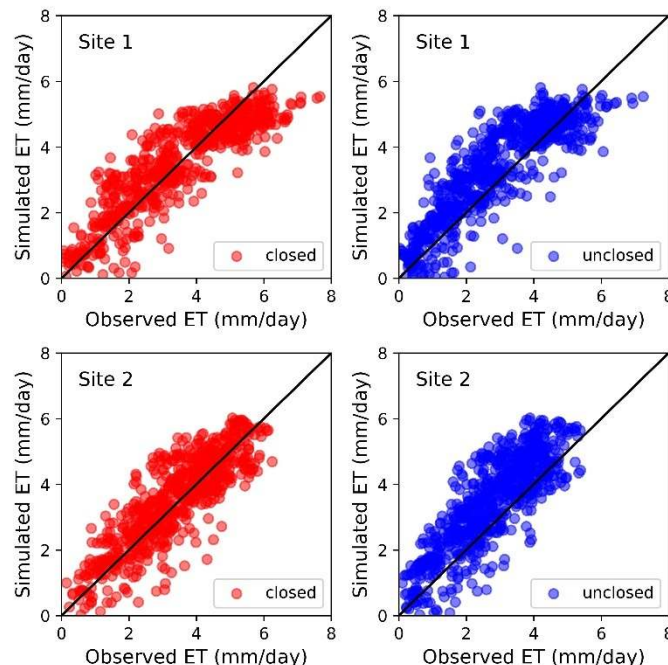 8
6
4
2
0
Simulated ET (mm/day)
Site 1
closed
0 2 4 6 8
Observed ET (mm/day)
8
6
4
2
0
Simulated ET (mm/day)
Site 1
unclosed
0 2 4 6 8
Observed ET (mm/day)
8
6
4
2
0
Simulated ET (mm/day)
Site 2
closed
0 2 4 6 8
Observed ET (mm/day)
8
6
4
2
0
Simulated ET (mm/day)
Site 2
unclosed
0 2 4 6 8
Observed ET (mm/day)